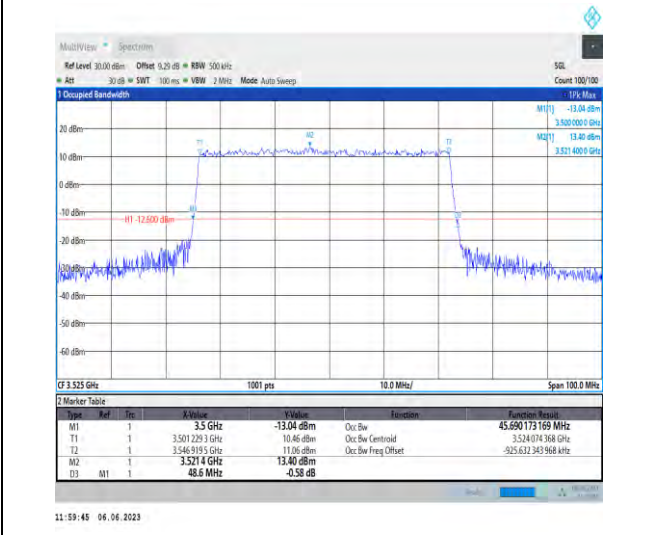 MultiView Spectrum
Ref Level 30.00 dBm Offset 9.29 dB RBW 500 kHz SGL
Att 30 dB SWT 100 ms VBW 2 MHz Mode Auto Sweep Count 100/100
1 Occupied Bandwidth 1Pk Max
M1[1] -13.04 dBm
3.500 000 0 GHz
M2[1] 13.40 dBm
3.521 400 0 GHz
20 dBm
T1 M2
10 dBm
0 dBm
-10 dBm
M1
H1 -12.600 dBm
-20 dBm
-30 dBm
-40 dBm
-50 dBm
-60 dBm
CF 3.525 GHz 1001 pts 10.0 MHz/ Span 100.0 MHz
2 Marker Table
Type Ref Trc X-Value Y-Value Function Function Result
M1 1 3.5 GHz -13.04 dBm Occ Bw 45.690 173 169 MHz
T1 1 3.501 229 3 GHz 10.46 dBm Occ Bw Centroid 3.524 074 368 GHz
T2 1 3.546 919 5 GHz 11.06 dBm Occ Bw Freq Offset -925.632 343 968 kHz
M2 1 3.521 4 GHz 13.40 dBm
D3 M1 1 48.6 MHz -0.58 dB
11:59:45 06.06.2023